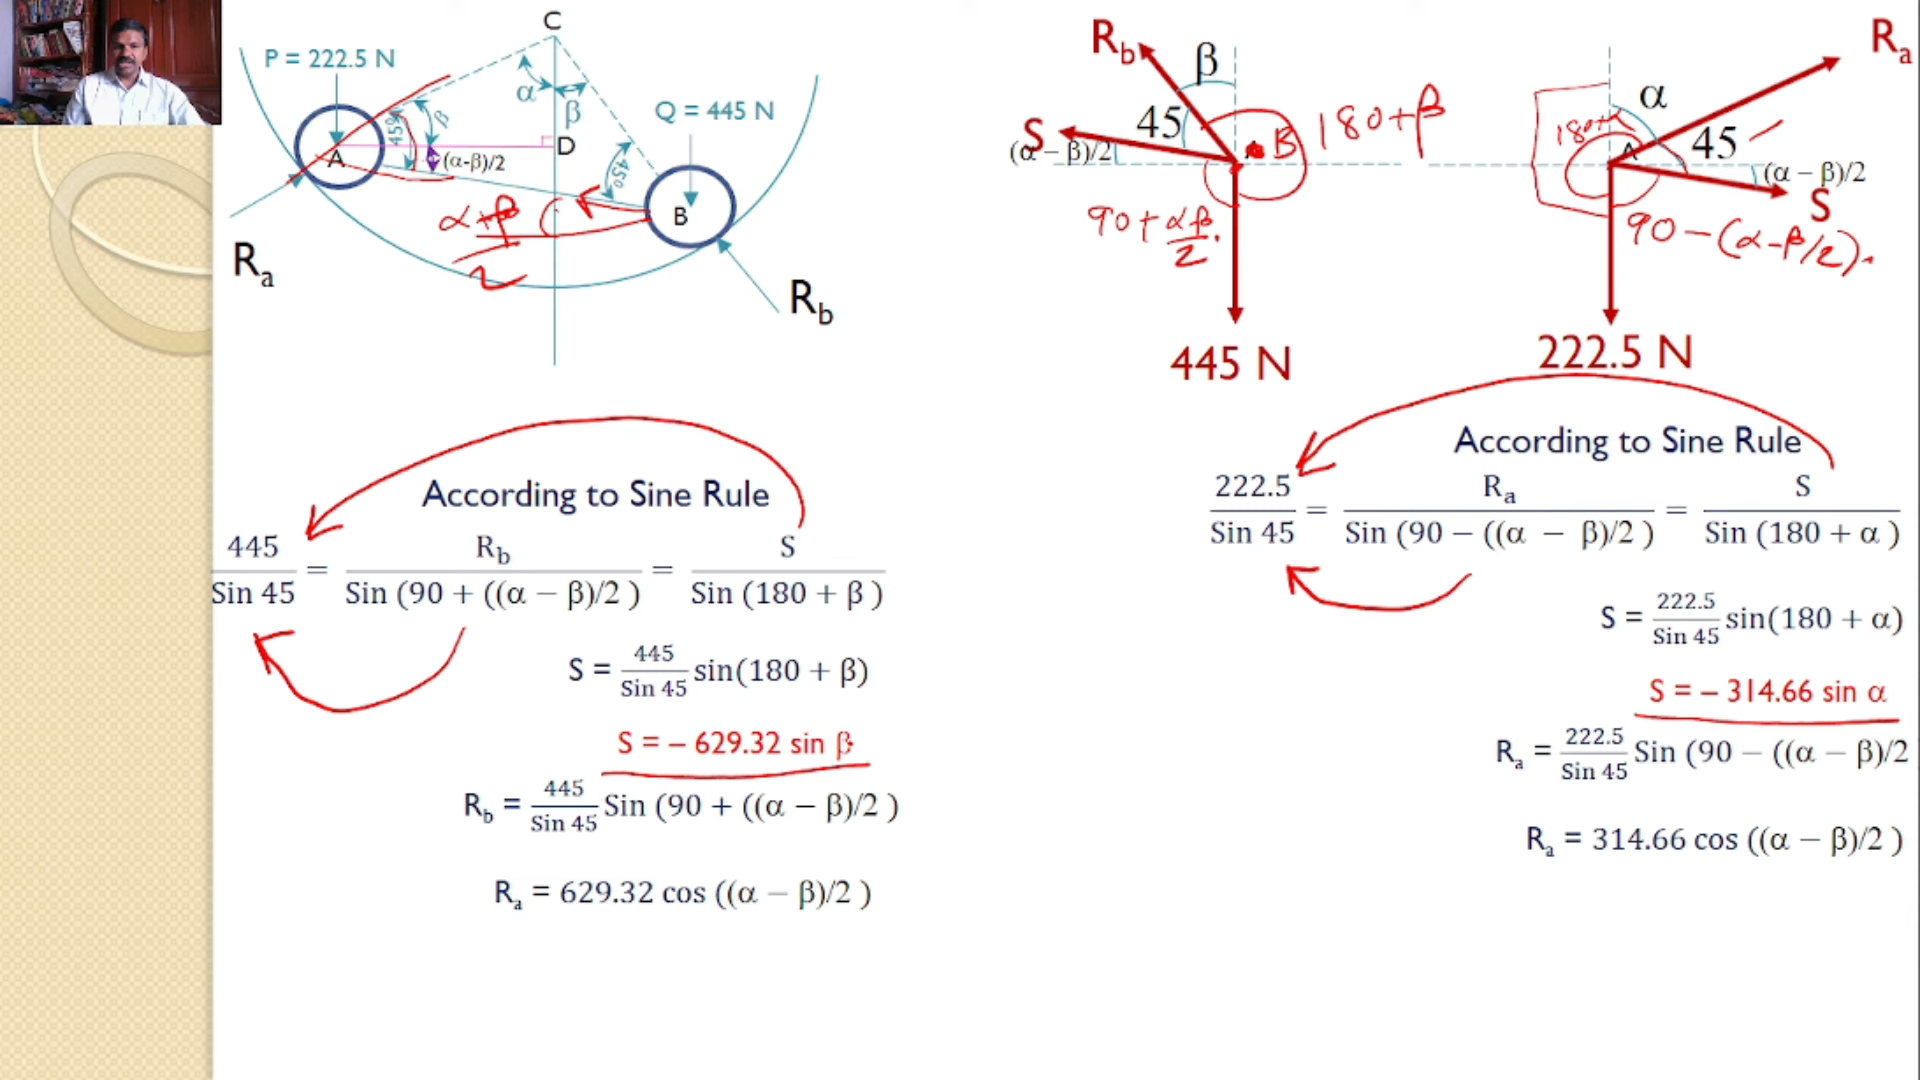 C
P = 222.5 N
α
β
45°
β
A
D
(α-β)/2
Q = 445 N
45°
B
α+β
2
Ra
Rb
Rb
β
S
45
(α − β)/2
B
180+β
90 + αβ/2.
445 N
Ra
α
180+α
A
45
(α − β)/2
S
90 − (α-β/2).
222.5 N
According to Sine Rule
445/Sin 45 = Rb/Sin (90 + ((α − β)/2 ) = S/Sin (180 + β )
S = 445/Sin 45 sin(180 + β)
S = – 629.32 sin β
Rb = 445/Sin 45 Sin (90 + ((α − β)/2 )
Ra = 629.32 cos ((α − β)/2 )
According to Sine Rule
222.5/Sin 45 = Ra/Sin (90 − ((α − β)/2 ) = S/Sin (180 + α )
S = 222.5/Sin 45 sin(180 + α)
S = – 314.66 sin α
Ra = 222.5/Sin 45 Sin (90 − ((α − β)/2
Ra = 314.66 cos ((α − β)/2 )